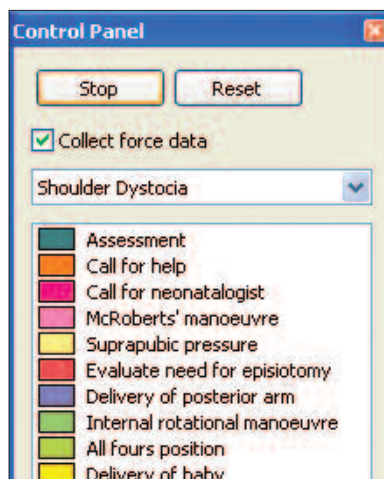 Control Panel
Stop Reset
Collect force data
Shoulder Dystocia
Assessment
Call for help
Call for neonatalogist
McRoberts' manoeuvre
Suprapubic pressure
Evaluate need for episiotomy
Delivery of posterior arm
Internal rotational manoeuvre
All fours position
Delivery of baby